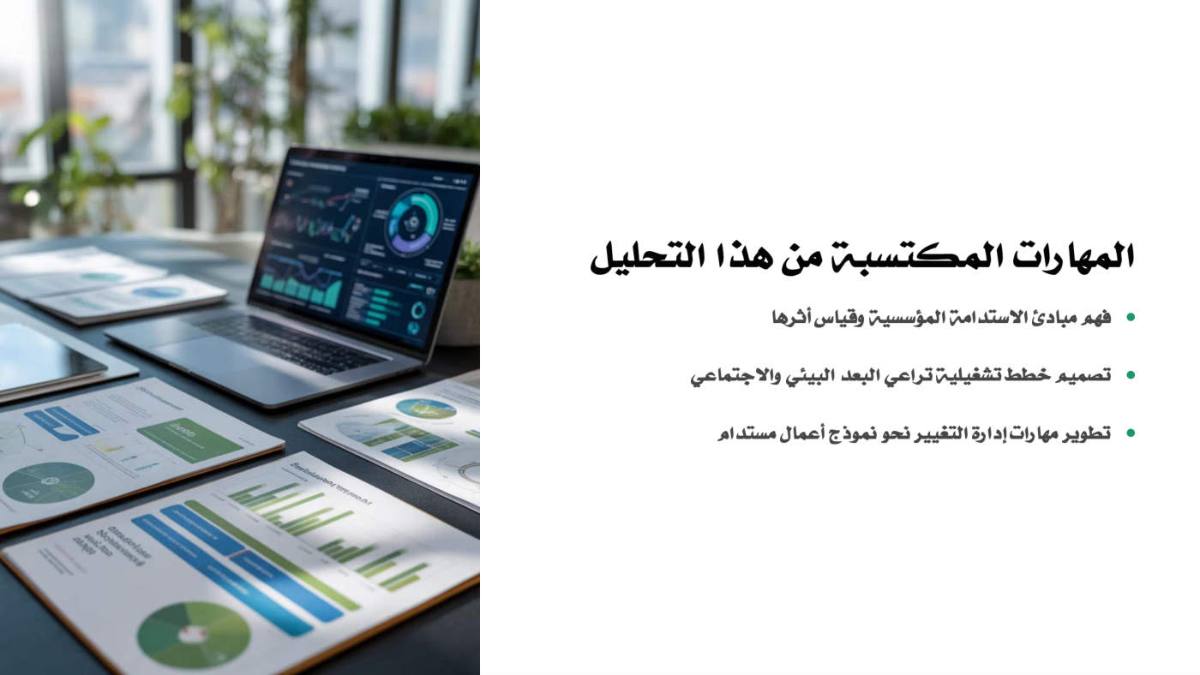 المهارات المكتسبة من هذا التحليل
فهم مبادئ الاستدامة المؤسسية وقياس أثرها
تصميم خطط تشغيلية تراعي البعد البيئي والاجتماعي
تطوير مهارات إدارة التغيير نحو نموذج أعمال مستدام